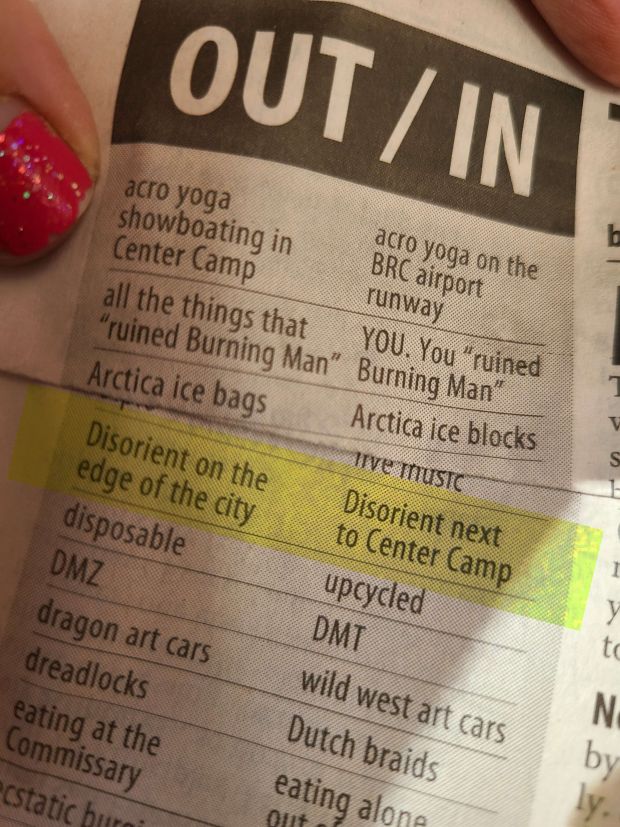 OUT / IN
acro yoga
showboating in
Center Camp
acro yoga on the
BRC airport
runway
all the things that
“ruined Burning Man”
YOU. You “ruined
Burning Man”
Arctica ice bags
Arctica ice blocks
live music
Disorient on the
edge of the city
Disorient next
to Center Camp
disposable
upcycled
DMZ
DMT
dragon art cars
wild west art cars
dreadlocks
Dutch braids
eating at the
Commissary
eating alone
by
ly.